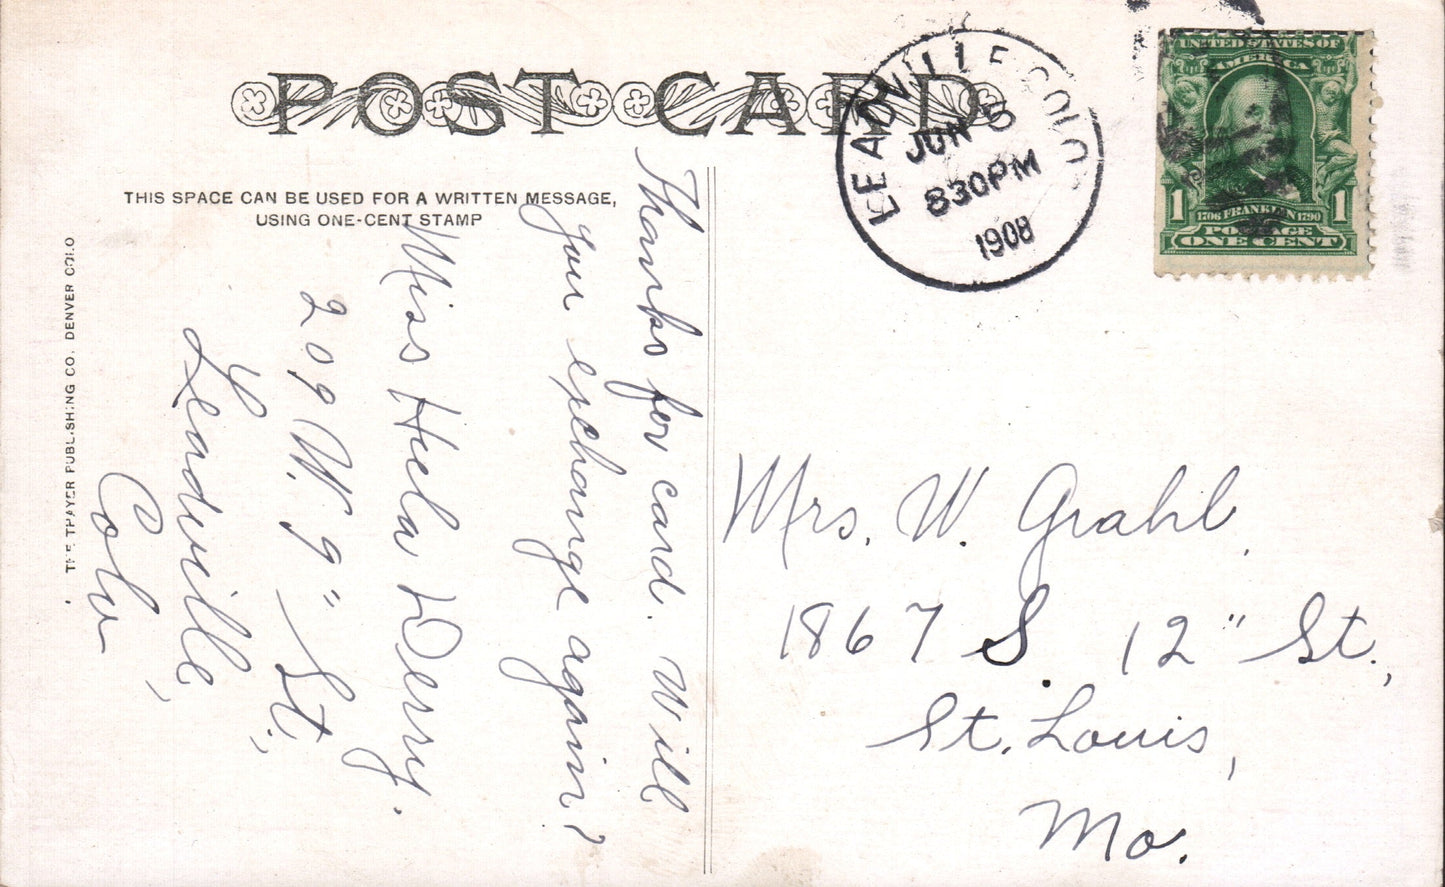 POST CARD
THIS SPACE CAN BE USED FOR A WRITTEN MESSAGE,
USING ONE-CENT STAMP
THE THAYER PUBLISHING CO. DENVER COLO
LEADVILLE COLO.
JUN 5
830PM
1908
UNITED STATES OF
AMERICA
1 1706 FRANKLIN 1790 1
POSTAGE
ONE CENT
Thanks for card. Will
you exchange again?
Miss Derry.
209 W. 9" St.,
Leadville,
Colo
Mrs. W. Grahl,
1867 S. 12" St.,
St. Louis,
Mo.